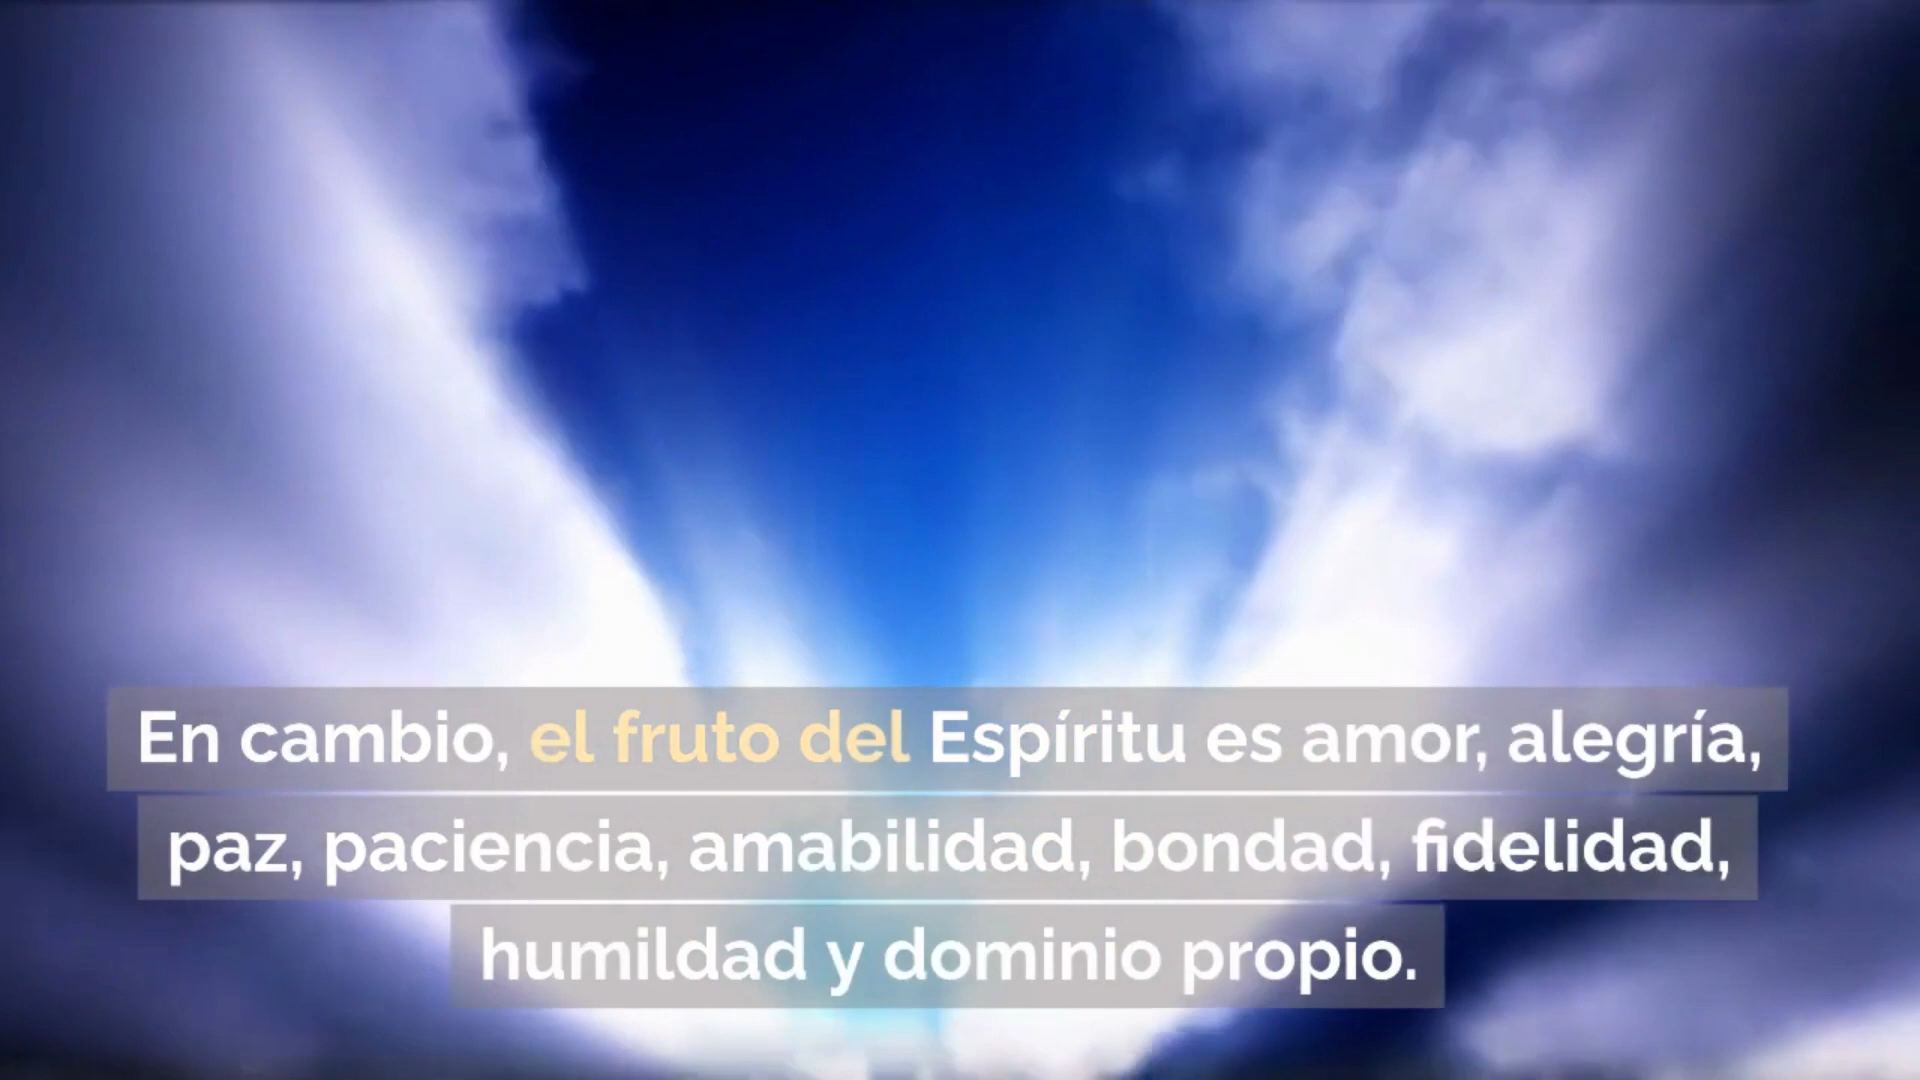 En cambio, el fruto del Espíritu es amor, alegría,
paz, paciencia, amabilidad, bondad, fidelidad,
humildad y dominio propio.